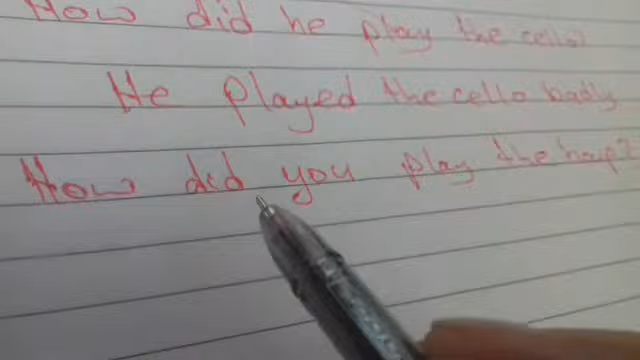 How did he play the cello?
He played the cello badly
How did you play the harp?